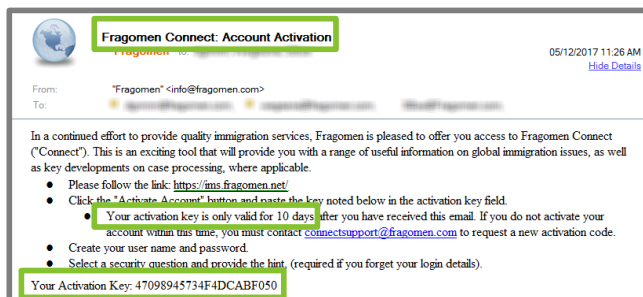 Fragomen Connect: Account Activation
"Fragomen" to:
05/12/2017 11:26 AM
Hide Details
From: "Fragomen" <info@fragomen.com>
To:
In a continued effort to provide quality immigration services, Fragomen is pleased to offer you access to Fragomen Connect
("Connect"). This is an exciting tool that will provide you with a range of useful information on global immigration issues, as well
as key developments on case processing, where applicable.
● Please follow the link: https://ims.fragomen.net/
● Click the "Activate Account" button and paste the key noted below in the activation key field.
● Your activation key is only valid for 10 days after you have received this email. If you do not activate your
account within this time, you must contact connectsupport@fragomen.com to request a new activation code.
● Create your user name and password.
● Select a security question and provide the hint. (required if you forget your login details).
Your Activation Key: 47098945734F4DCABF050